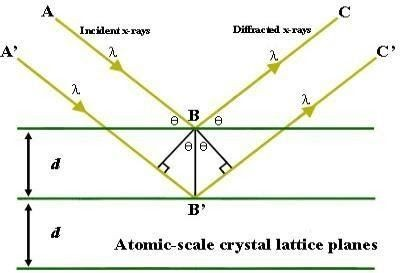 A C
Incident x-rays Diffracted x-rays
A’ C’
λ λ
λ λ
B
θ θ
θ θ
d
B’
d
Atomic-scale crystal lattice planes